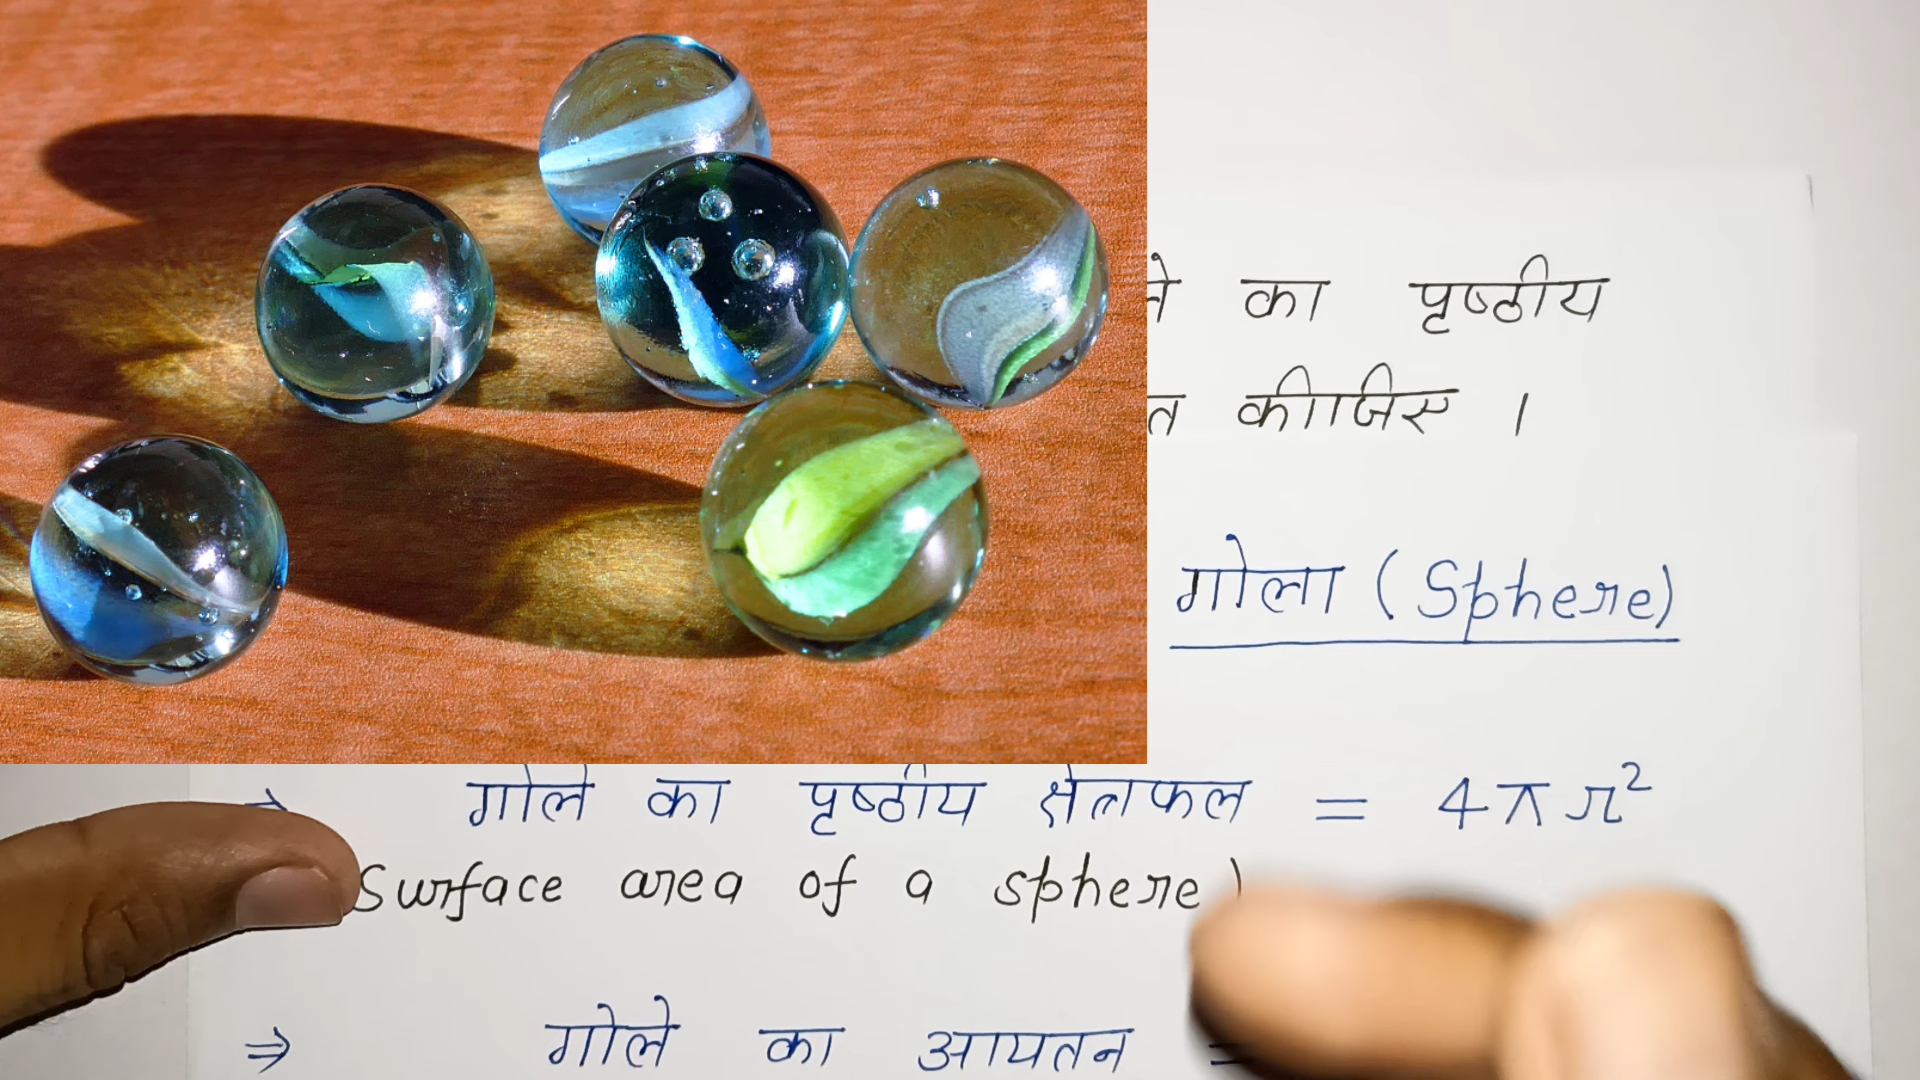 का पृष्ठीय
कीजिए ।
गोला ( Sphere)
⇒ गोले का पृष्ठीय क्षेत्रफल = 4πr²
Surface area of a sphere)
⇒ गोले का आयतन =